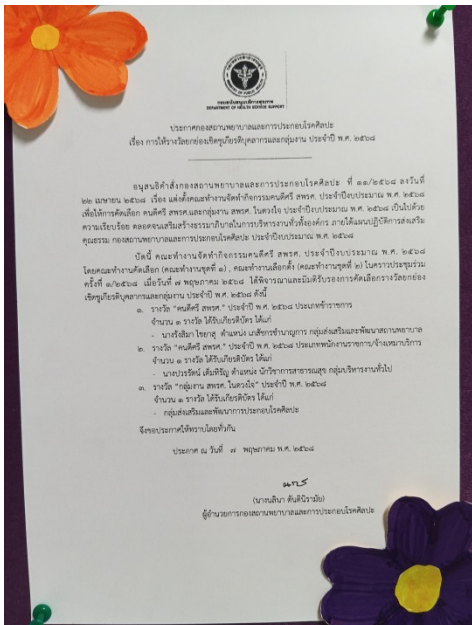 กรมสนับสนุนบริการสุขภาพ
DEPARTMENT OF HEALTH SERVICE SUPPORT
ประกาศกองสถานพยาบาลและการประกอบโรคศิลปะ
เรื่อง การให้รางวัลยกย่องเชิดชูเกียรติบุคลากรและกลุ่มงาน ประจำปี พ.ศ. ๒๕๖๘
อนุสนธิคำสั่งกองสถานพยาบาลและการประกอบโรคศิลปะ ที่ ๑๑/๒๕๖๘ ลงวันที่
๒๒ เมษายน ๒๕๖๘ เรื่อง แต่งตั้งคณะทำงานจัดทำกิจกรรมคนดีศรี สพรศ. ประจำปีงบประมาณ พ.ศ. ๒๕๖๘
เพื่อให้การคัดเลือก คนดีศรี สพรศ.และกลุ่มงาน สพรศ. ในดวงใจ ประจำปีงบประมาณ พ.ศ. ๒๕๖๘ เป็นไปด้วย
ความเรียบร้อย ตลอดจนเสริมสร้างธรรมาภิบาลในการบริหารงานทั่วทั้งองค์กร ภายใต้แผนปฏิบัติการส่งเสริม
คุณธรรม กองสถานพยาบาลและการประกอบโรคศิลปะ ประจำปีงบประมาณ พ.ศ. ๒๕๖๘
บัดนี้ คณะทำงานจัดทำกิจกรรมคนดีศรี สพรศ. ประจำปีงบประมาณ พ.ศ. ๒๕๖๘
โดยคณะทำงานคัดเลือก (คณะทำงานชุดที่ ๑) , คณะทำงานเลือกตั้ง (คณะทำงานชุดที่ ๒) ในคราวประชุมร่วม
ครั้งที่ ๑/๒๕๖๘ เมื่อวันที่ ๗ พฤษภาคม ๒๕๖๘ ได้พิจารณาและมีมติรับรองการคัดเลือกรางวัลยกย่อง
เชิดชูเกียรติบุคลากรและกลุ่มงาน ประจำปี พ.ศ. ๒๕๖๘ ดังนี้
๑. รางวัล “คนดีศรี สพรศ.” ประจำปี พ.ศ. ๒๕๖๘ ประเภทข้าราชการ
จำนวน ๑ รางวัล ได้รับเกียรติบัตร ได้แก่
- นางรังสิมา ไชยาสุ ตำแหน่ง เภสัชกรชำนาญการ กลุ่มส่งเสริมและพัฒนาสถานพยาบาล
๒. รางวัล “คนดีศรี สพรศ.” ประจำปี พ.ศ. ๒๕๖๘ ประเภทพนักงานราชการ/จ้างเหมาบริการ
จำนวน ๑ รางวัล ได้รับเกียรติบัตร ได้แก่
- นางปวรรัตน์ เต็มหิรัญ ตำแหน่ง นักวิชาการสาธารณสุข กลุ่มบริหารงานทั่วไป
๓. รางวัล “กลุ่มงาน สพรศ. ในดวงใจ” ประจำปี พ.ศ. ๒๕๖๘
จำนวน ๑ รางวัล ได้รับเกียรติบัตร ได้แก่
- กลุ่มส่งเสริมและพัฒนาการประกอบโรคศิลปะ
จึงขอประกาศให้ทราบโดยทั่วกัน
ประกาศ ณ วันที่ ๗ พฤษภาคม พ.ศ. ๒๕๖๘
(นางนลินา ตันตินิรามัย)
ผู้อำนวยการกองสถานพยาบาลและการประกอบโรคศิลปะ